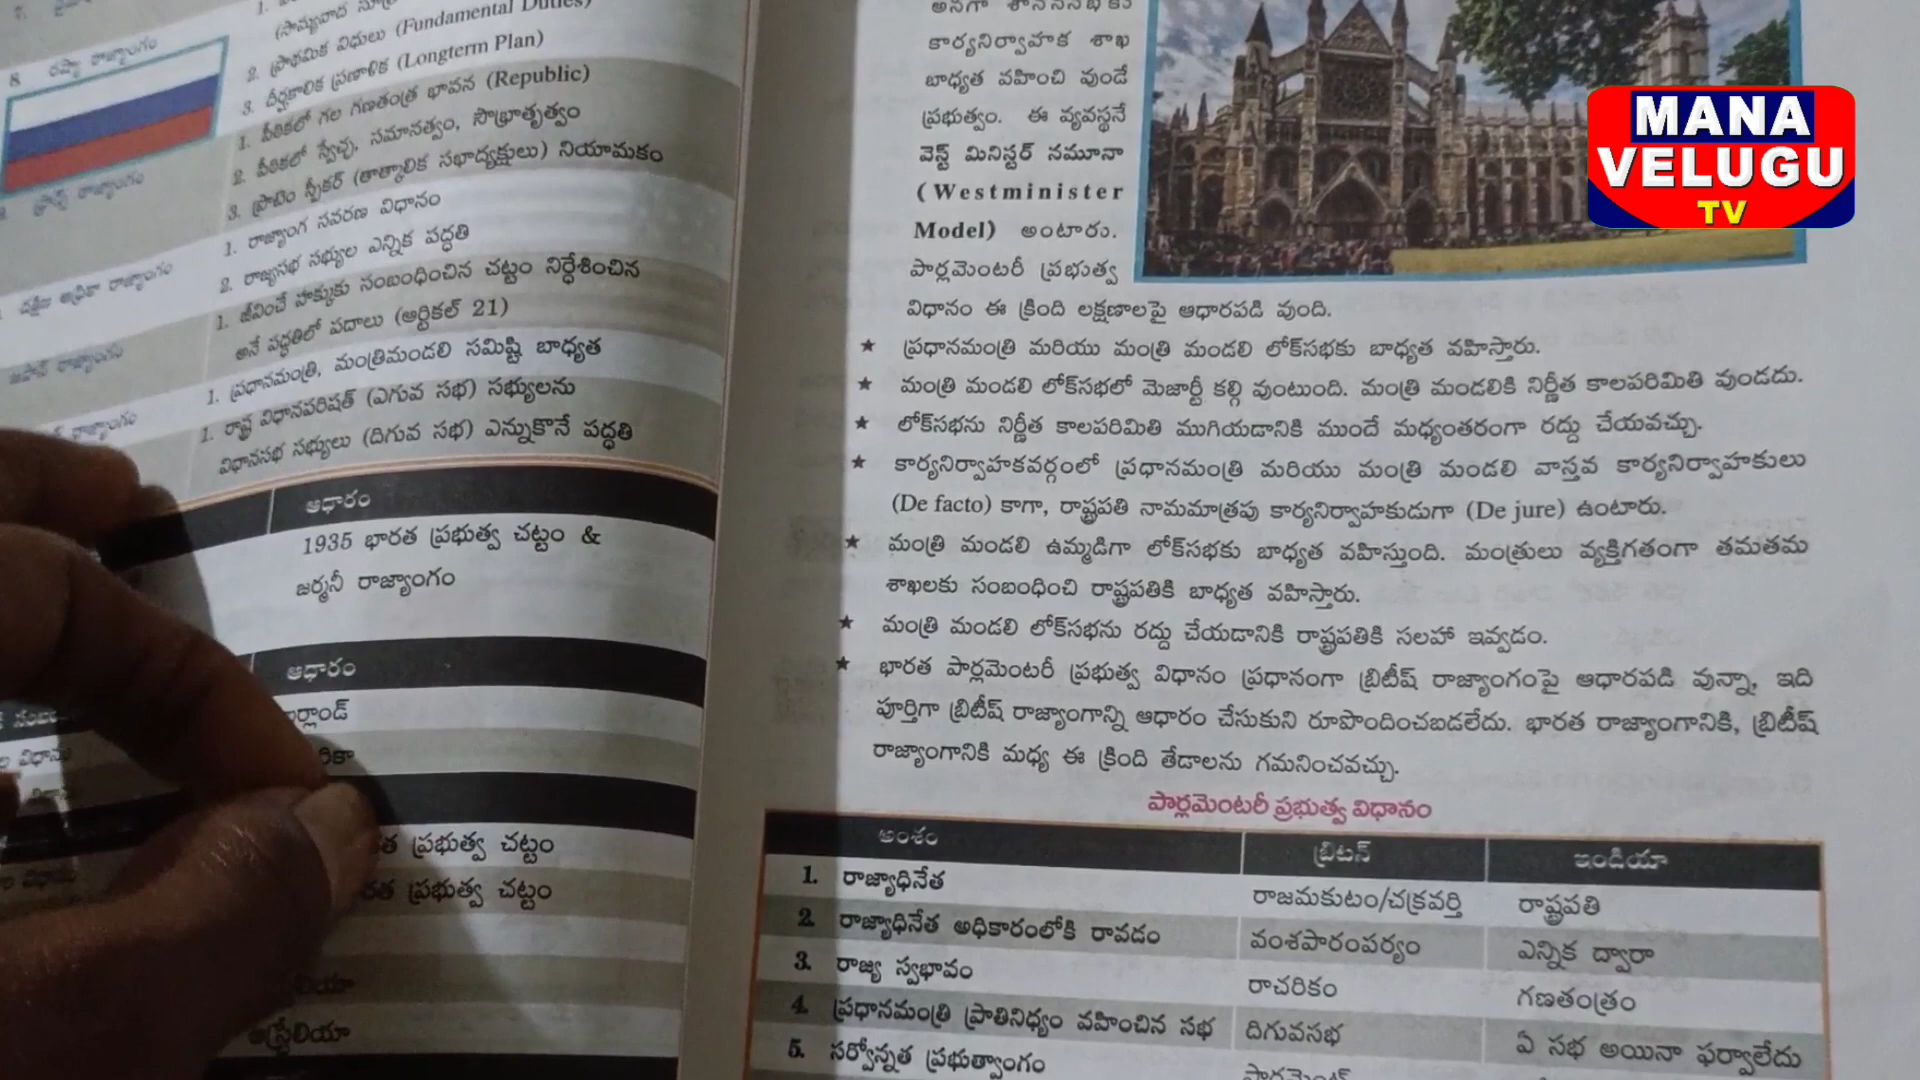 8. రష్యా రాజ్యాంగం
2. ప్రాథమిక విధులు (Fundamental Duties)
3. దీర్ఘకాలిక ప్రణాళిక (Longterm Plan)
1. పీఠికలో గల గణతంత్ర భావన (Republic)
2. పీఠికలో స్వేచ్ఛ, సమానత్వం, సౌభ్రాతృత్వం
3. ప్రొటెం స్పీకర్ (తాత్కాలిక సభాధ్యక్షులు) నియామకం
ఫ్రాన్స్ రాజ్యాంగం
1. రాజ్యాంగ సవరణ విధానం
2. రాజ్యసభ సభ్యుల ఎన్నిక పద్ధతి
దక్షిణ ఆఫ్రికా రాజ్యాంగం
1. జీవించే హక్కుకు సంబంధించిన చట్టం నిర్ధేశించిన
అనే పద్ధతిలో పదాలు (ఆర్టికల్ 21)
జపాన్ రాజ్యాంగం
1. ప్రధానమంత్రి, మంత్రిమండలి సమిష్టి బాధ్యత
1. రాష్ట్ర విధానపరిషత్ (ఎగువ సభ) సభ్యులను
విధానసభ సభ్యులు (దిగువ సభ) ఎన్నుకొనే పద్ధతి
రాజ్యాంగం
ఆధారం
1935 భారత ప్రభుత్వ చట్టం &
జర్మనీ రాజ్యాంగం
ఆధారం
ప్రభుత్వ చట్టం
ప్రభుత్వ చట్టం
ఆస్ట్రేలియా
కార్యనిర్వాహక శాఖ
బాధ్యత వహించి వుండే
ప్రభుత్వం. ఈ వ్యవస్థనే
వెస్ట్ మినిస్టర్ నమూనా
(Westminister
Model) అంటారు.
పార్లమెంటరీ ప్రభుత్వ
విధానం ఈ క్రింది లక్షణాలపై ఆధారపడి వుంది.
★ ప్రధానమంత్రి మరియు మంత్రి మండలి లోక్‌సభకు బాధ్యత వహిస్తారు.
★ మంత్రి మండలి లోక్‌సభలో మెజార్టీ కల్గి వుంటుంది. మంత్రి మండలికి నిర్ణీత కాలపరిమితి వుండదు.
★ లోక్‌సభను నిర్ణీత కాలపరిమితి ముగియడానికి ముందే మధ్యంతరంగా రద్దు చేయవచ్చు.
★ కార్యనిర్వాహకవర్గంలో ప్రధానమంత్రి మరియు మంత్రి మండలి వాస్తవ కార్యనిర్వాహకులు
(De facto) కాగా, రాష్ట్రపతి నామమాత్రపు కార్యనిర్వాహకుడుగా (De jure) ఉంటారు.
★ మంత్రి మండలి ఉమ్మడిగా లోక్‌సభకు బాధ్యత వహిస్తుంది. మంత్రులు వ్యక్తిగతంగా తమతమ
శాఖలకు సంబంధించి రాష్ట్రపతికి బాధ్యత వహిస్తారు.
★ మంత్రి మండలి లోక్‌సభను రద్దు చేయడానికి రాష్ట్రపతికి సలహా ఇవ్వడం.
★ భారత పార్లమెంటరీ ప్రభుత్వ విధానం ప్రధానంగా బ్రిటీష్ రాజ్యాంగంపై ఆధారపడి వున్నా, ఇది
పూర్తిగా బ్రిటీష్ రాజ్యాంగాన్ని ఆధారం చేసుకుని రూపొందించబడలేదు. భారత రాజ్యాంగానికి, బ్రిటీష్
రాజ్యాంగానికి మధ్య ఈ క్రింది తేడాలను గమనించవచ్చు.
పార్లమెంటరీ ప్రభుత్వ విధానం
అంశం బ్రిటన్ ఇండియా
1. రాజ్యాధినేత రాజమకుటం/చక్రవర్తి రాష్ట్రపతి
2. రాజ్యాధినేత అధికారంలోకి రావడం వంశపారంపర్యం ఎన్నిక ద్వారా
3. రాజ్య స్వభావం రాచరికం గణతంత్రం
4. ప్రధానమంత్రి ప్రాతినిధ్యం వహించిన సభ దిగువసభ ఏ సభ అయినా ఫర్వాలేదు
5. సర్వోన్నత ప్రభుత్వాంగం
MANA
VELUGU
TV